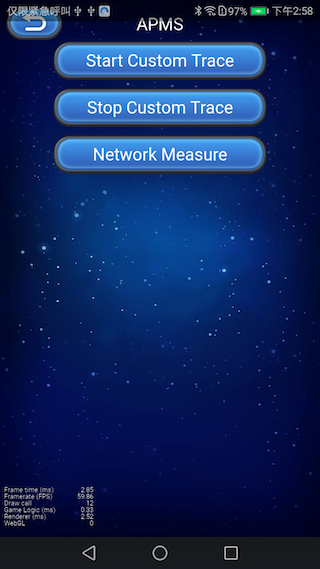 仅限紧急呼叫 97% 下午2:58
APMS
Start Custom Trace
Stop Custom Trace
Network Measure
Frame time (ms) 2.85
Framerate (FPS) 59.86
Draw call 12
Game Logic (ms) 0.33
Renderer (ms) 2.52
WebGL 0